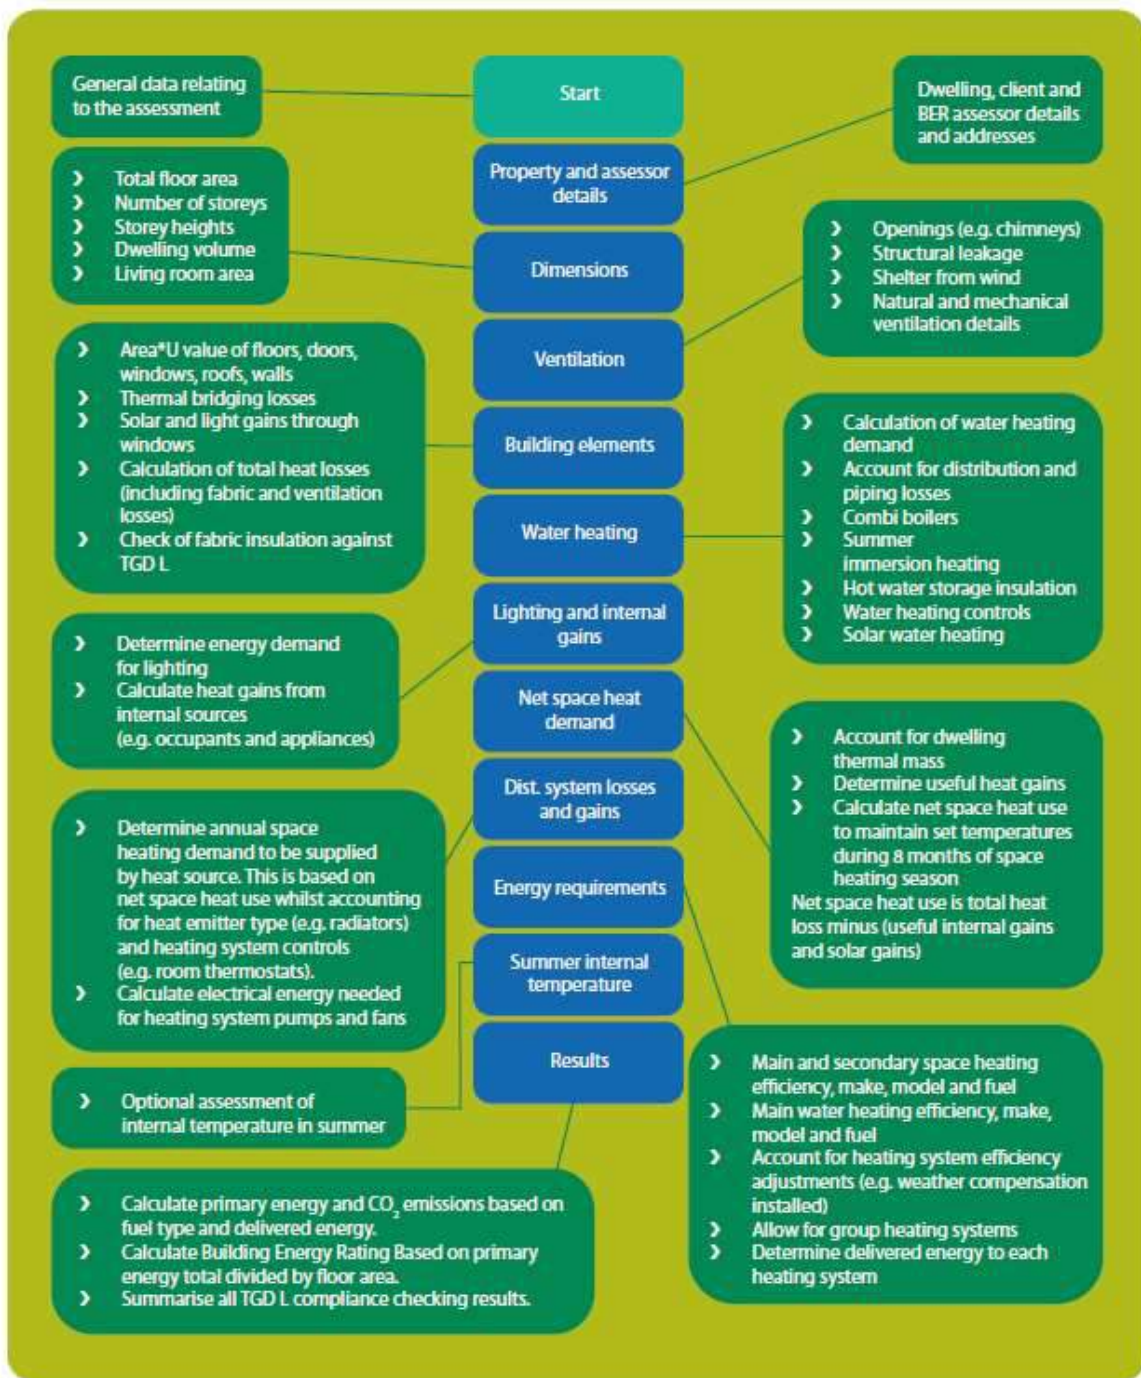 General data relating
to the assessment
Start
Dwelling, client and
BER assessor details
and addresses
Property and assessor
details
❯ Total floor area
❯ Number of storeys
❯ Storey heights
❯ Dwelling volume
❯ Living room area
Dimensions
❯ Openings (e.g. chimneys)
❯ Structural leakage
❯ Shelter from wind
❯ Natural and mechanical
ventilation details
Ventilation
❯ Area*U value of floors, doors,
windows, roofs, walls
❯ Thermal bridging losses
❯ Solar and light gains through
windows
❯ Calculation of total heat losses
(including fabric and ventilation
losses)
❯ Check of fabric insulation against
TGD L
Building elements
❯ Calculation of water heating
demand
❯ Account for distribution and
piping losses
❯ Combi boilers
❯ Summer
immersion heating
❯ Hot water storage insulation
❯ Water heating controls
❯ Solar water heating
Water heating
Lighting and internal
gains
❯ Determine energy demand
for lighting
❯ Calculate heat gains from
internal sources
(e.g. occupants and appliances)
Net space heat
demand
❯ Account for dwelling
thermal mass
❯ Determine useful heat gains
❯ Calculate net space heat use
to maintain set temperatures
during 8 months of space
heating season
Net space heat use is total heat
loss minus (useful internal gains
and solar gains)
Dist. system losses
and gains
❯ Determine annual space
heating demand to be supplied
by heat source. This is based on
net space heat use whilst accounting
for heat emitter type (e.g. radiators)
and heating system controls
(e.g. room thermostats).
❯ Calculate electrical energy needed
for heating system pumps and fans
Energy requirements
Summer internal
temperature
Results
❯ Main and secondary space heating
efficiency, make, model and fuel
❯ Main water heating efficiency, make,
model and fuel
❯ Account for heating system efficiency
adjustments (e.g. weather compensation
installed)
❯ Allow for group heating systems
❯ Determine delivered energy to each
heating system
❯ Optional assessment of
internal temperature in summer
❯ Calculate primary energy and CO₂ emissions based on
fuel type and delivered energy.
❯ Calculate Building Energy Rating Based on primary
energy total divided by floor area.
❯ Summarise all TGD L compliance checking results.